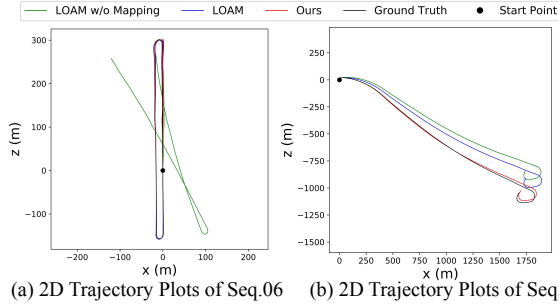 LOAM w/o Mapping LOAM Ours Ground Truth Start Point
300
200
100
0
−100
z (m)
−200 −100 0 100 200
x (m)
250
0
−250
−500
−750
−1000
−1250
−1500
z (m)
0 250 500 750 1000 1250 1500 1750
x (m)
(a) 2D Trajectory Plots of Seq.06 (b) 2D Trajectory Plots of Seq